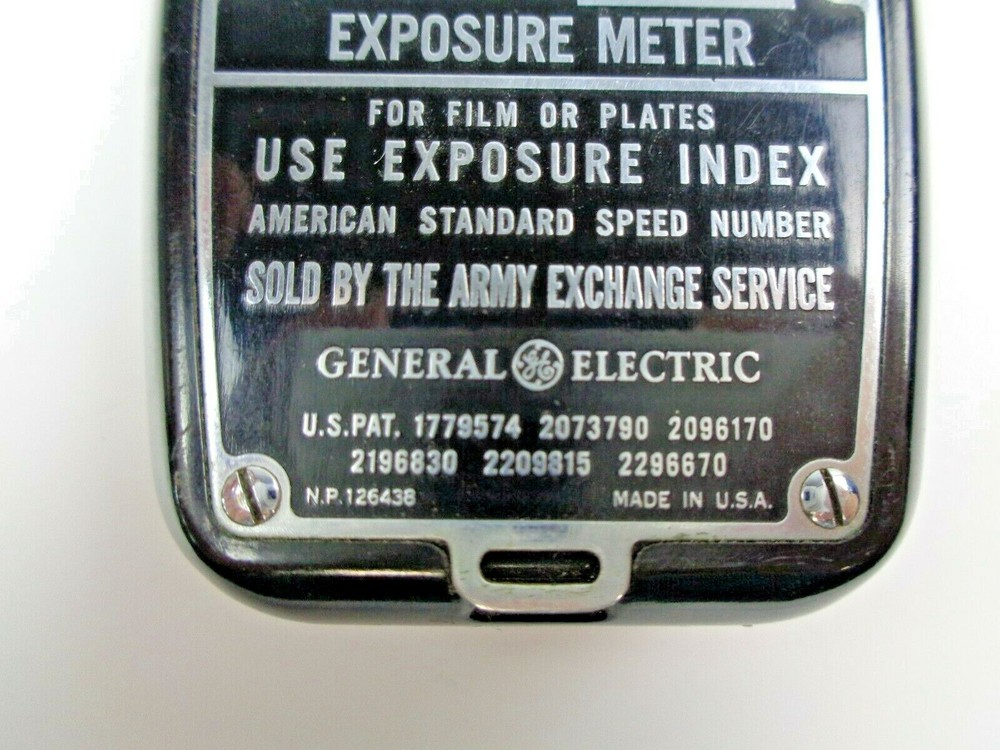 EXPOSURE METER
FOR FILM OR PLATES
USE EXPOSURE INDEX
AMERICAN STANDARD SPEED NUMBER
SOLD BY THE ARMY EXCHANGE SERVICE
GENERAL GE ELECTRIC
U.S.PAT. 1779574 2073790 2096170
2196830 2209815 2296670
N.P.126438 MADE IN U.S.A.